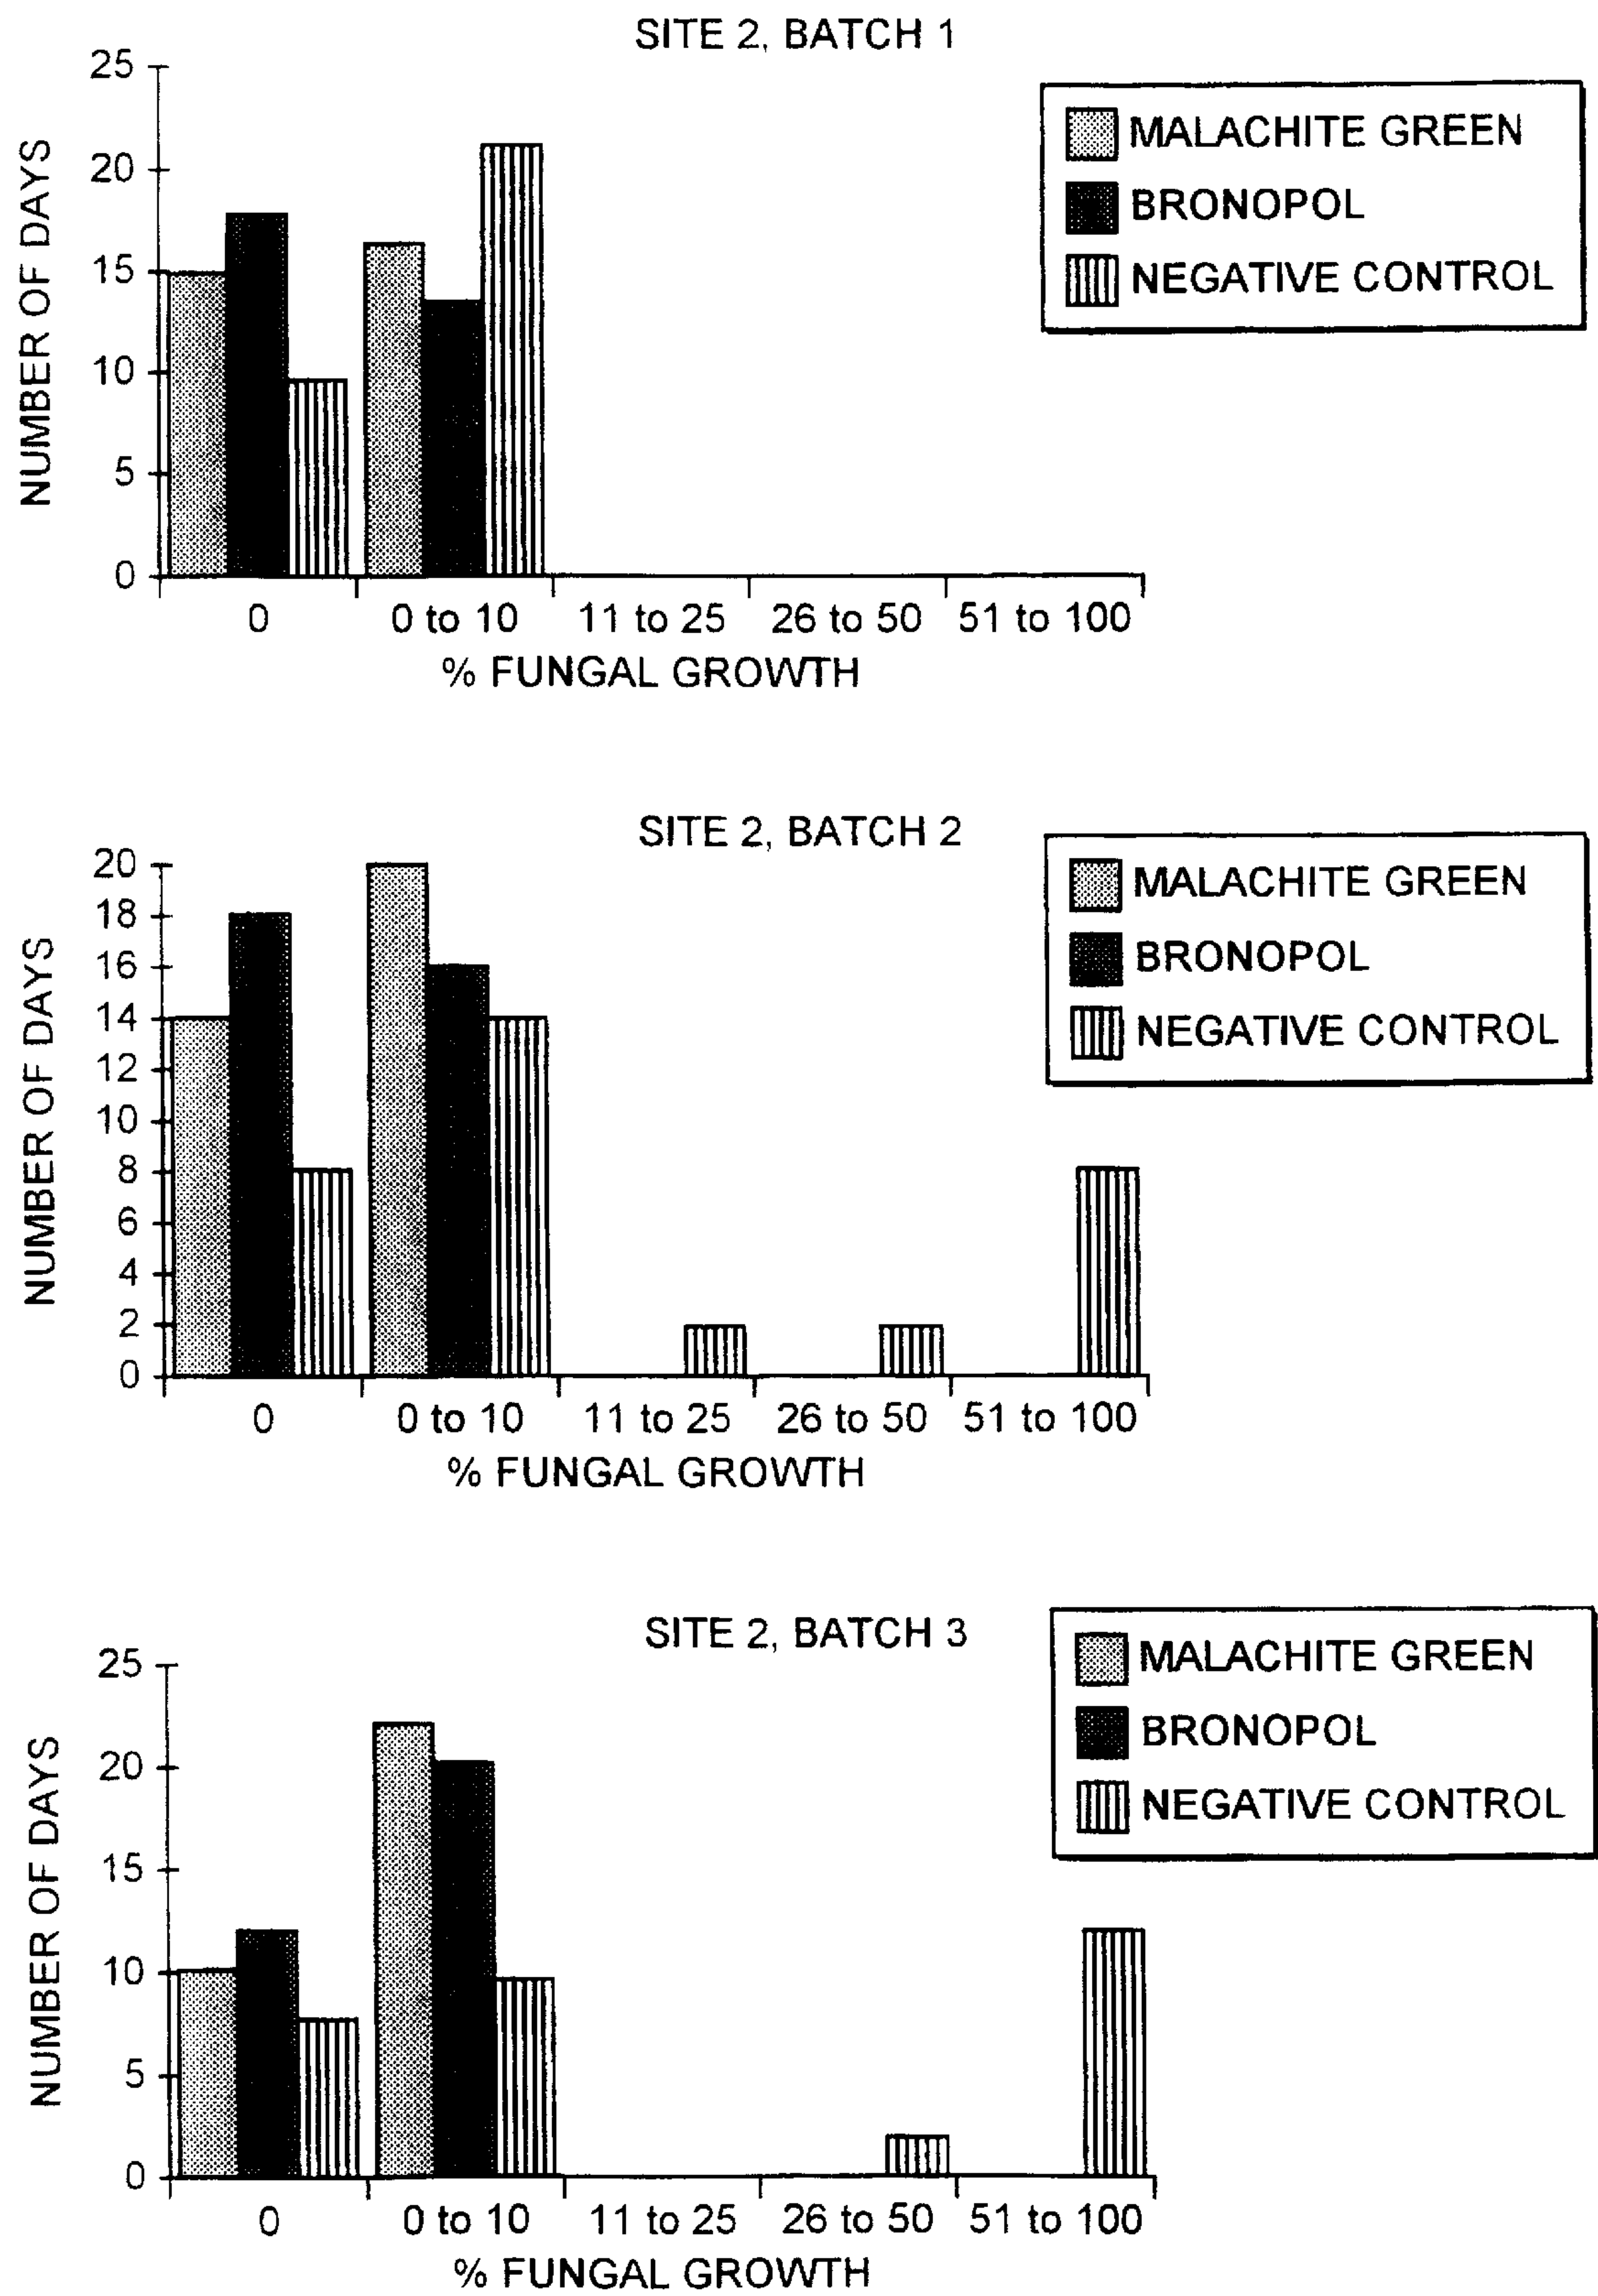 SITE 2, BATCH 1
25
20
15
10
5
0
NUMBER OF DAYS
MALACHITE GREEN
BRONOPOL
NEGATIVE CONTROL
0 0 to 10 11 to 25 26 to 50 51 to 100
% FUNGAL GROWTH
SITE 2, BATCH 2
20
18
16
14
12
10
8
6
4
2
0
NUMBER OF DAYS
MALACHITE GREEN
BRONOPOL
NEGATIVE CONTROL
0 0 to 10 11 to 25 26 to 50 51 to 100
% FUNGAL GROWTH
SITE 2, BATCH 3
25
20
15
10
5
0
NUMBER OF DAYS
MALACHITE GREEN
BRONOPOL
NEGATIVE CONTROL
0 0 to 10 11 to 25 26 to 50 51 to 100
% FUNGAL GROWTH